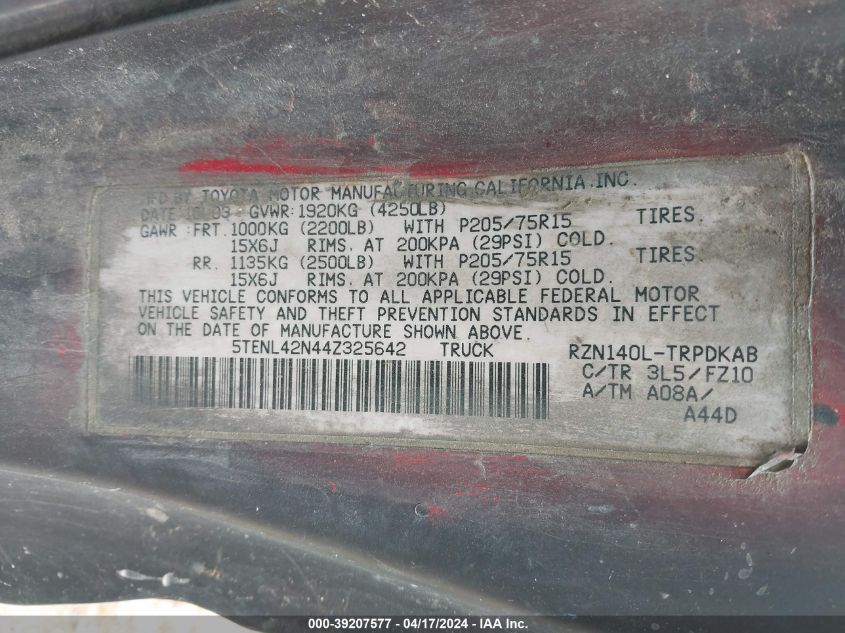 MFD BY TOYOTA MOTOR MANUFACTURING CALIFORNIA.INC.
DATE 10.03 GVWR:1920KG (4250LB)
GAWR :FRT.1000KG (2200LB) WITH P205/75R15 TIRES.
15X6J RIMS. AT 200KPA (29PSI) COLD.
RR. 1135KG (2500LB) WITH P205/75R15 TIRES.
15X6J RIMS. AT 200KPA (29PSI) COLD.
THIS VEHICLE CONFORMS TO ALL APPLICABLE FEDERAL MOTOR
VEHICLE SAFETY AND THEFT PREVENTION STANDARDS IN EFFECT
ON THE DATE OF MANUFACTURE SHOWN ABOVE.
5TENL42N44Z325642 TRUCK RZN140L-TRPDKAB
C/TR 3L5/FZ10
A/TM A08A/
A44D
000-39207577 - 04/17/2024 - IAA Inc.